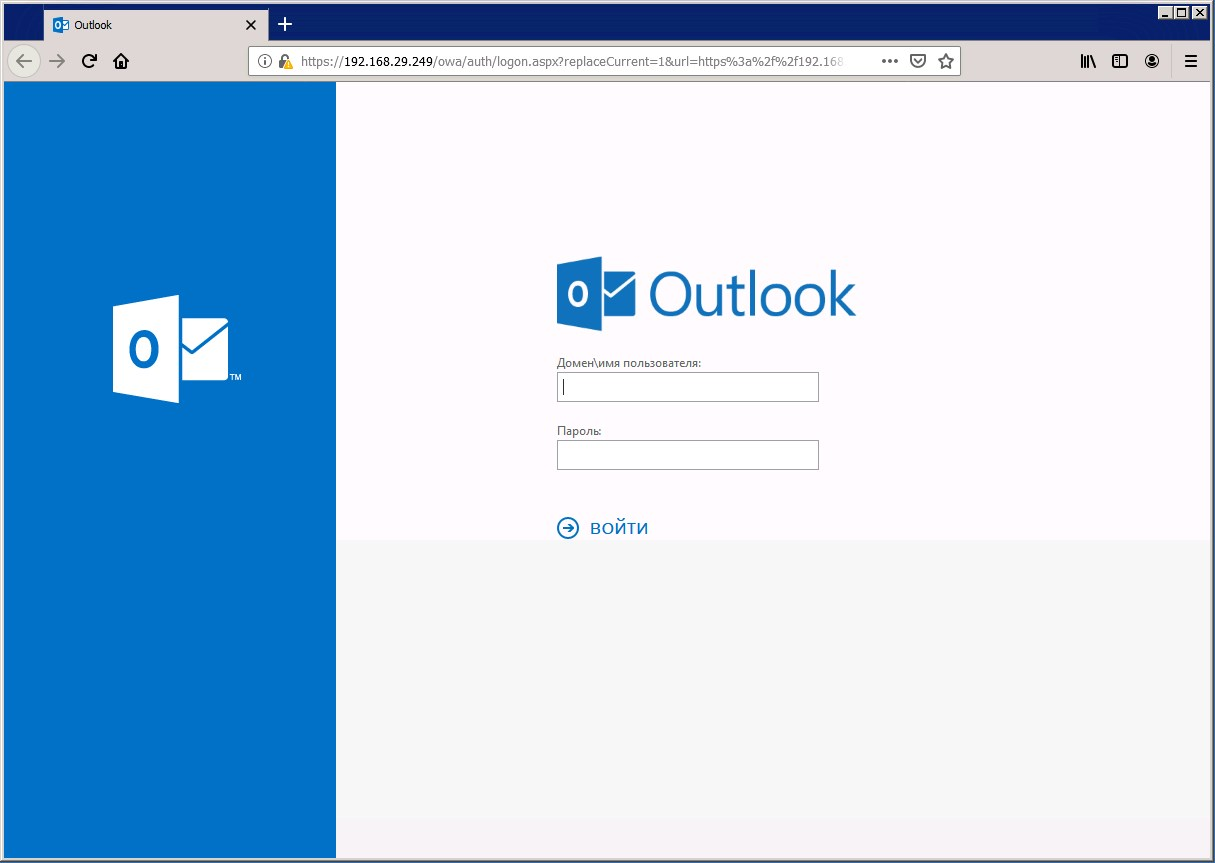 Outlook
https://192.168.29.249/owa/auth/logon.aspx?replaceCurrent=1&url=https%3a%2f%2f192.168
O
TM
O
Outlook
Домен\имя пользователя:
Пароль:
ВОЙТИ